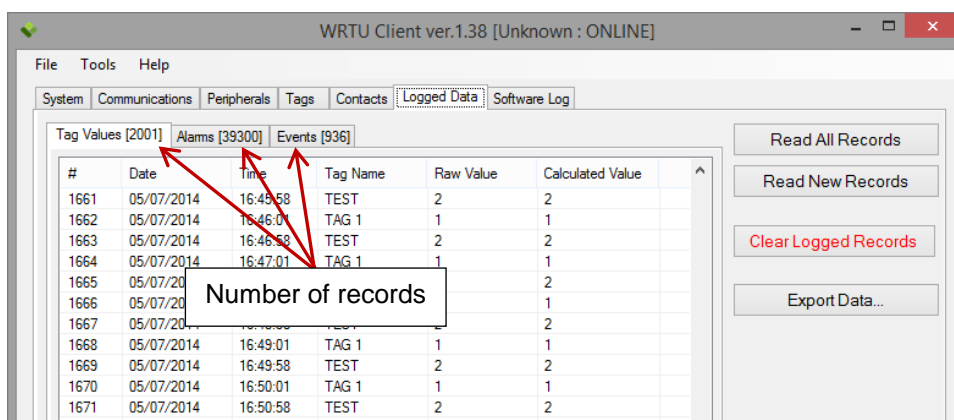 WRTU Client ver.1.38 [Unknown : ONLINE]
File Tools Help
System Communications Peripherals Tags Contacts Logged Data Software Log
Tag Values [2001] Alarms [39300] Events [936]
Read All Records
Read New Records
Clear Logged Records
Export Data...
# Date Time Tag Name Raw Value Calculated Value
1661 05/07/2014 16:45:58 TEST 2 2
1662 05/07/2014 16:46:01 TAG 1 1 1
1663 05/07/2014 16:46:58 TEST 2 2
1664 05/07/2014 16:47:01 TAG 1 1 1
1665 2
1666 1
1667 2
Number of records
1668 05/07/2014 16:49:01 TAG 1 1 1
1669 05/07/2014 16:49:58 TEST 2 2
1670 05/07/2014 16:50:01 TAG 1 1 1
1671 05/07/2014 16:50:58 TEST 2 2